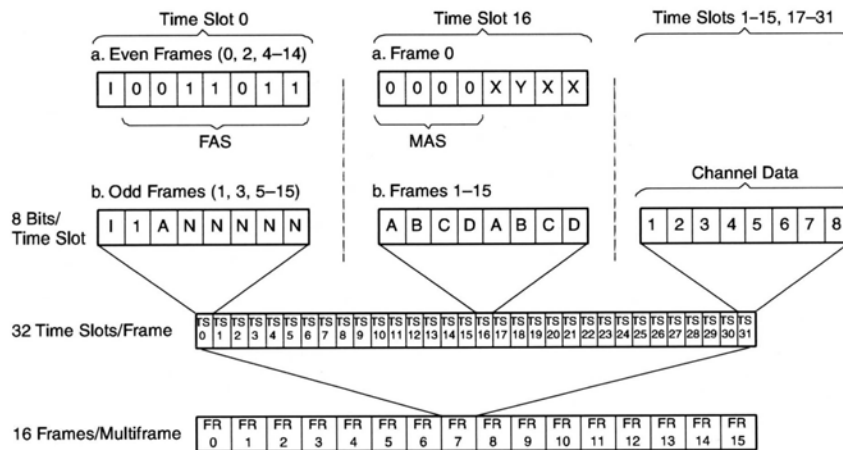 Time Slot 0 Time Slot 16 Time Slots 1–15, 17–31
a. Even Frames (0, 2, 4–14) a. Frame 0
I 0 0 1 1 0 1 1 0 0 0 0 X Y X X
FAS MAS
b. Odd Frames (1, 3, 5–15) b. Frames 1–15 Channel Data
8 Bits/ I 1 A N N N N N A B C D A B C D 1 2 3 4 5 6 7 8
Time Slot
TS TS TS TS TS TS TS TS TS TS TS TS TS TS TS TS TS TS TS TS TS TS TS TS TS TS TS TS TS TS TS TS
32 Time Slots/Frame 0 1 2 3 4 5 6 7 8 9 10 11 12 13 14 15 16 17 18 19 20 21 22 23 24 25 26 27 28 29 30 31
FR FR FR FR FR FR FR FR FR FR FR FR FR FR FR FR
16 Frames/Multiframe 0 1 2 3 4 5 6 7 8 9 10 11 12 13 14 15